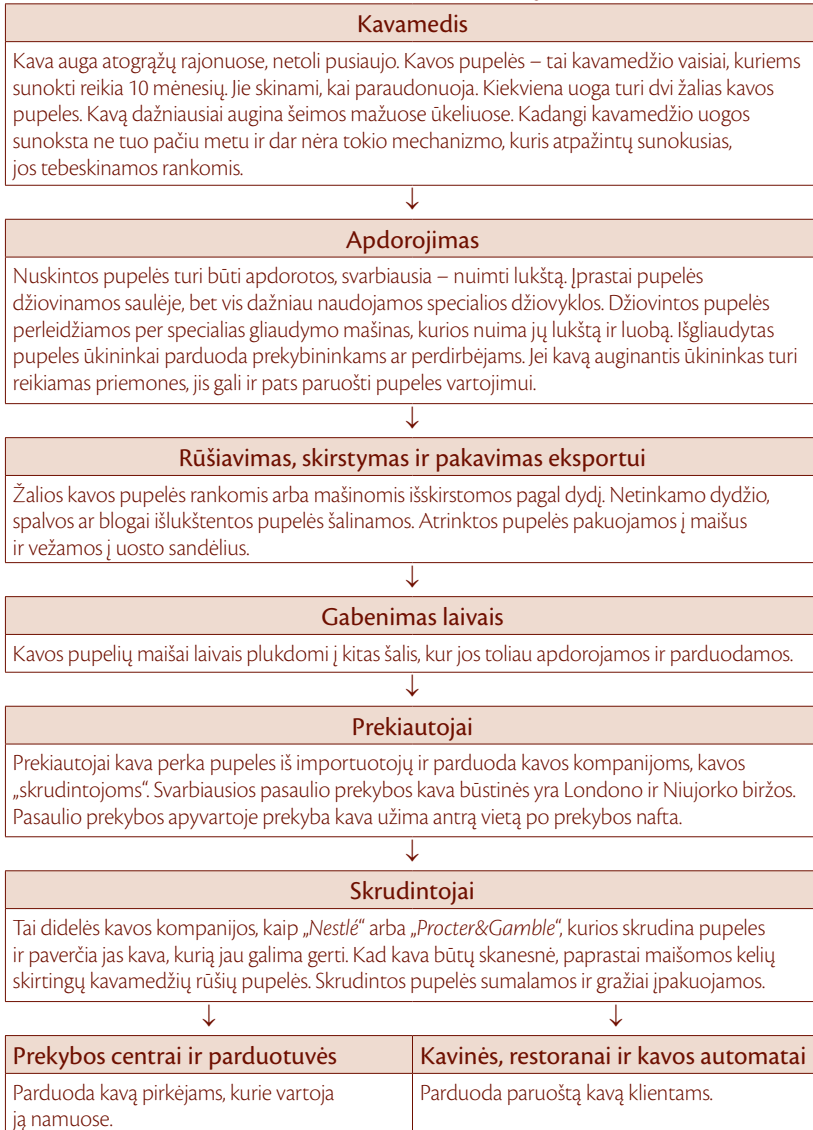 Kavamedis
Kava auga atogrąžų rajonuose, netoli pusiaujo. Kavos pupelės – tai kavamedžio vaisiai, kuriems
sunokti reikia 10 mėnesių. Jie skinami, kai paraudonuoja. Kiekviena uoga turi dvi žalias kavos
pupeles. Kavą dažniausiai augina šeimos mažuose ūkeliuose. Kadangi kavamedžio uogos
sunoksta ne tuo pačiu metu ir dar nėra tokio mechanizmo, kuris atpažintų sunokusias,
jos tebeskinamos rankomis.
↓
Apdorojimas
Nuskintos pupelės turi būti apdorotos, svarbiausia – nuimti lukštą. Įprastai pupelės
džiovinamos saulėje, bet vis dažniau naudojamos specialios džiovyklos. Džiovintos pupelės
perleidžiamos per specialias gliaudymo mašinas, kurios nuima jų lukštą ir luobą. Išgliaudytas
pupeles ūkininkai parduoda prekybininkams ar perdirbėjams. Jei kavą auginantis ūkininkas turi
reikiamas priemones, jis gali ir pats paruošti pupeles vartojimui.
↓
Rūšiavimas, skirstymas ir pakavimas eksportui
Žalios kavos pupelės rankomis arba mašinomis išskirstomos pagal dydį. Netinkamo dydžio,
spalvos ar blogai išlukštentos pupelės šalinamos. Atrinktos pupelės pakuojamos į maišus
ir vežamos į uosto sandėlius.
↓
Gabenimas laivais
Kavos pupelių maišai laivais plukdomi į kitas šalis, kur jos toliau apdorojamos ir parduodamos.
↓
Prekiautojai
Prekiautojai kava perka pupeles iš importuotojų ir parduoda kavos kompanijoms, kavos
„skrudintojoms“. Svarbiausios pasaulio prekybos kava būstinės yra Londono ir Niujorko biržos.
Pasaulio prekybos apyvartoje prekyba kava užima antrą vietą po prekybos nafta.
↓
Skrudintojai
Tai didelės kavos kompanijos, kaip „Nestlé“ arba „Procter&Gamble“, kurios skrudina pupeles
ir paverčia jas kava, kurią jau galima gerti. Kad kava būtų skanesnė, paprastai maišomos kelių
skirtingų kavamedžių rūšių pupelės. Skrudintos pupelės sumalamos ir gražiai įpakuojamos.
↓ ↓
Prekybos centrai ir parduotuvės
Parduoda kavą pirkėjams, kurie vartoja
ją namuose.
Kavinės, restoranai ir kavos automatai
Parduoda paruoštą kavą klientams.